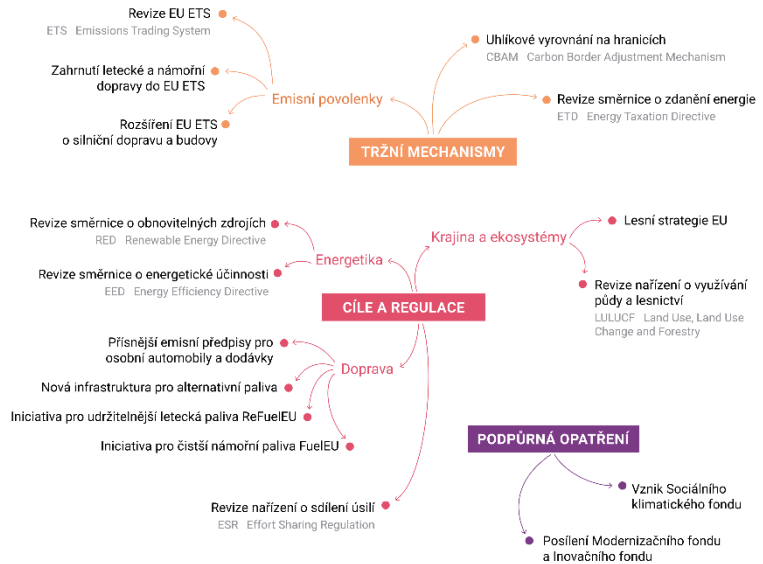 Revize EU ETS
ETS Emissions Trading System
Zahrnutí letecké a námořní
dopravy do EU ETS
Rozšíření EU ETS
o silniční dopravu a budovy
Emisní povolenky
Uhlíkové vyrovnání na hranicích
CBAM Carbon Border Adjustment Mechanism
Revize směrnice o zdanění energie
ETD Energy Taxation Directive
TRŽNÍ MECHANISMY
Revize směrnice o obnovitelných zdrojích
RED Renewable Energy Directive
Revize směrnice o energetické účinnosti
EED Energy Efficiency Directive
Energetika
Krajina a ekosystémy
Lesní strategie EU
Revize nařízení o využívání
půdy a lesnictví
LULUCF Land Use, Land Use
Change and Forestry
CÍLE A REGULACE
Přísnější emisní předpisy pro
osobní automobily a dodávky
Nová infrastruktura pro alternativní paliva
Iniciativa pro udržitelnější letecká paliva ReFuelEU
Iniciativa pro čistší námořní paliva FuelEU
Doprava
Revize nařízení o sdílení úsilí
ESR Effort Sharing Regulation
PODPŮRNÁ OPATŘENÍ
Vznik Sociálního
klimatického fondu
Posílení Modernizačního fondu
a Inovačního fondu